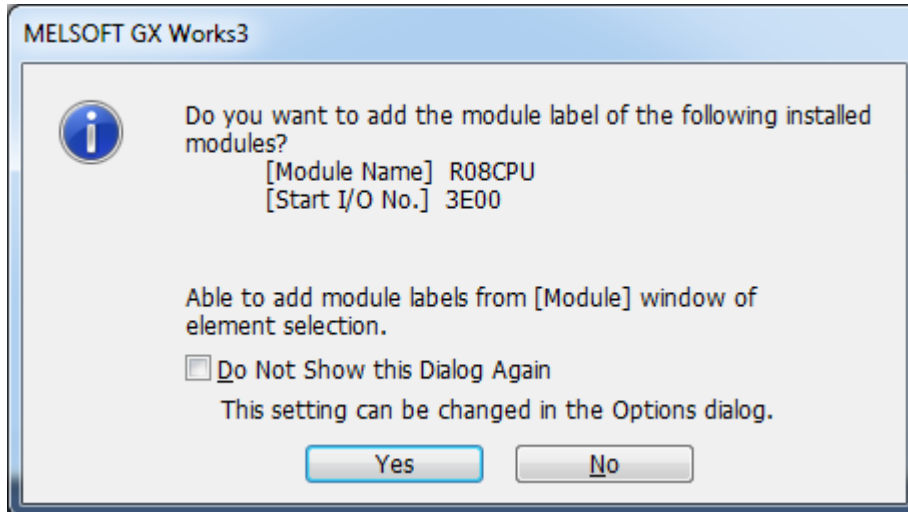 MELSOFT GX Works3
Do you want to add the module label of the following installed
modules?
[Module Name] R08CPU
[Start I/O No.] 3E00
Able to add module labels from [Module] window of
element selection.
Do Not Show this Dialog Again
This setting can be changed in the Options dialog.
Yes No